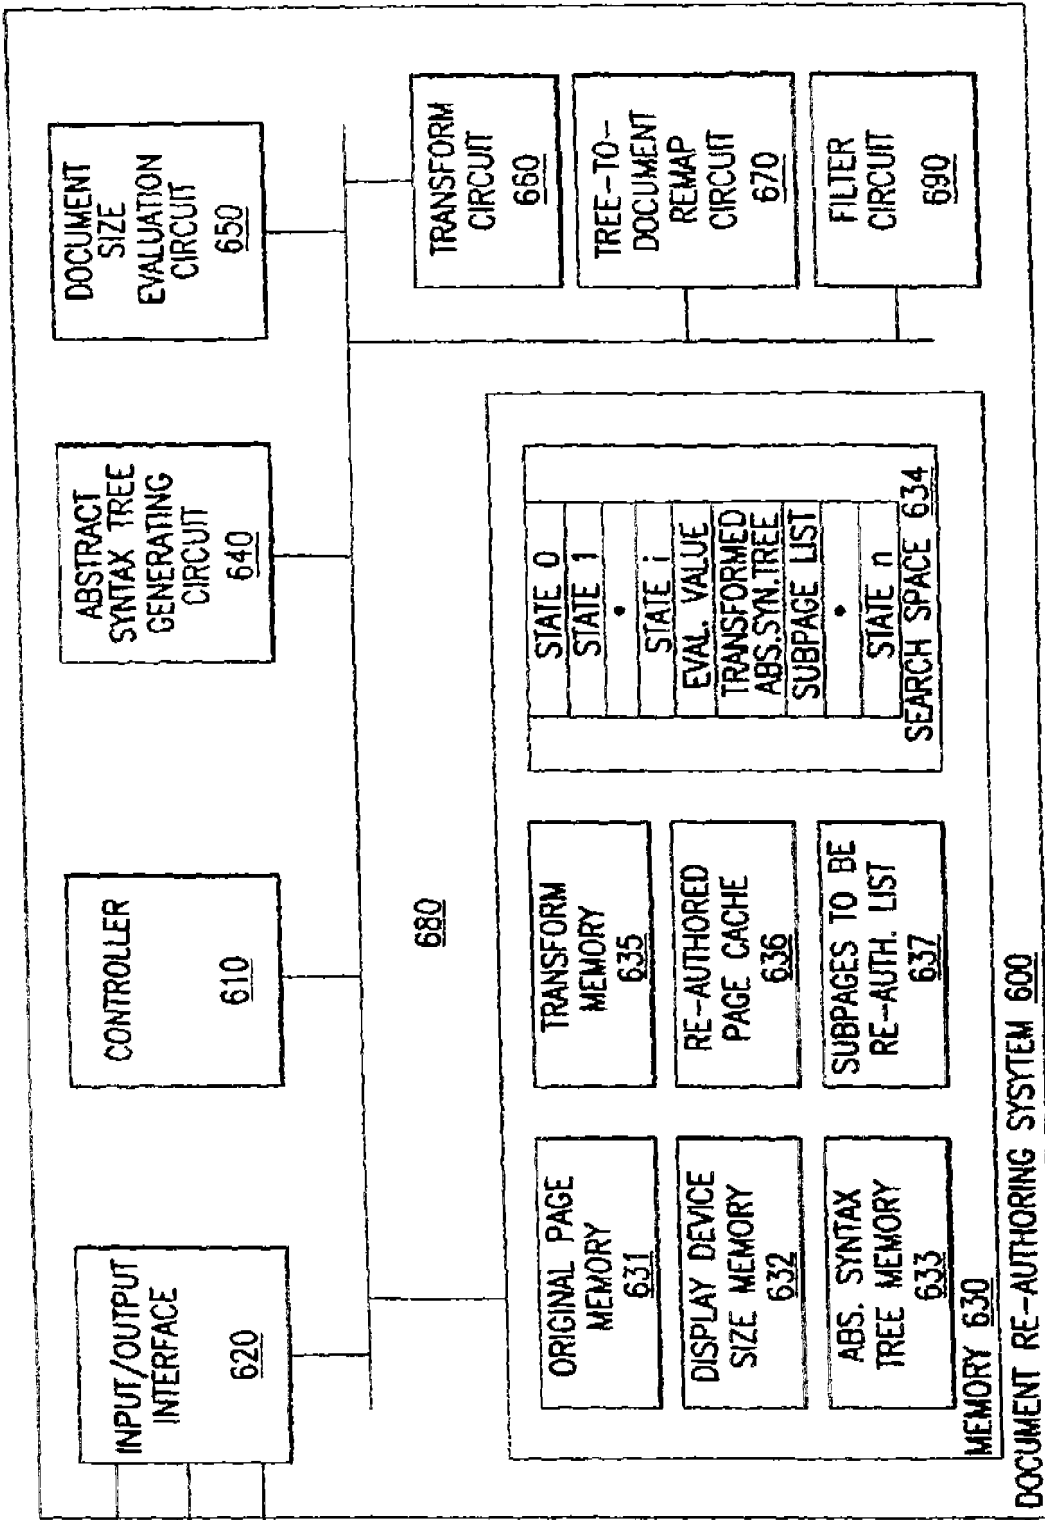 INPUT/OUTPUT
INTERFACE
620
CONTROLLER
610
ABSTRACT
SYNTAX TREE
GENERATING
CIRCUIT
640
DOCUMENT
SIZE
EVALUATION
CIRCUIT
650
680
TRANSFORM
CIRCUIT
660
TREE-TO-
DOCUMENT
REMAP
CIRCUIT
670
FILTER
CIRCUIT
690
ORIGINAL PAGE
MEMORY
631
DISPLAY DEVICE
SIZE MEMORY
632
ABS. SYNTAX
TREE MEMORY
633
TRANSFORM
MEMORY
635
RE-AUTHORED
PAGE CACHE
636
SUBPAGES TO BE
RE-AUTH. LIST
637
STATE 0
STATE 1
•
STATE i
EVAL. VALUE
TRANSFORMED
ABS.SYN.TREE
SUBPAGE LIST
•
STATE n
SEARCH SPACE 634
MEMORY 630
DOCUMENT RE-AUTHORING SYSYTEM 600